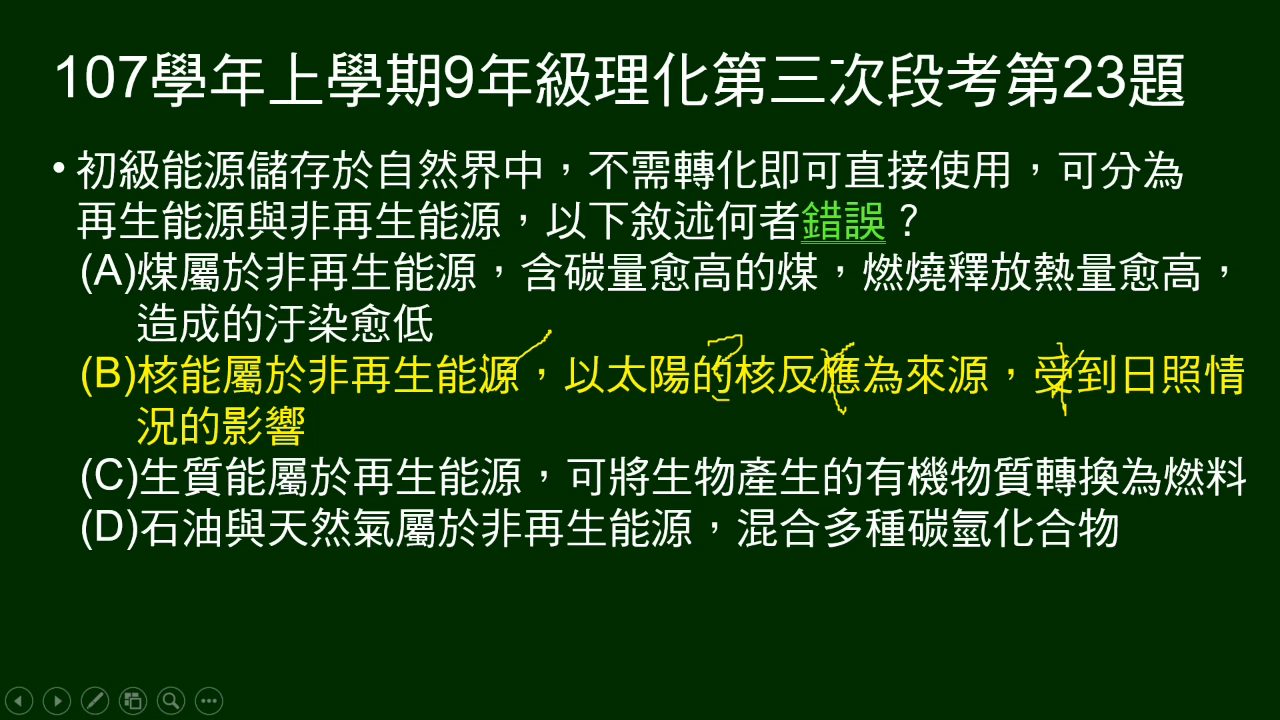 107學年上學期9年級理化第三次段考第23題
•初級能源儲存於自然界中，不需轉化即可直接使用，可分為
再生能源與非再生能源，以下敘述何者錯誤？
(A)煤屬於非再生能源，含碳量愈高的煤，燃燒釋放熱量愈高，
造成的汙染愈低
(B)核能屬於非再生能源，以太陽的核反應為來源，受到日照情
況的影響
(C)生質能屬於再生能源，可將生物產生的有機物質轉換為燃料
(D)石油與天然氣屬於非再生能源，混合多種碳氫化合物